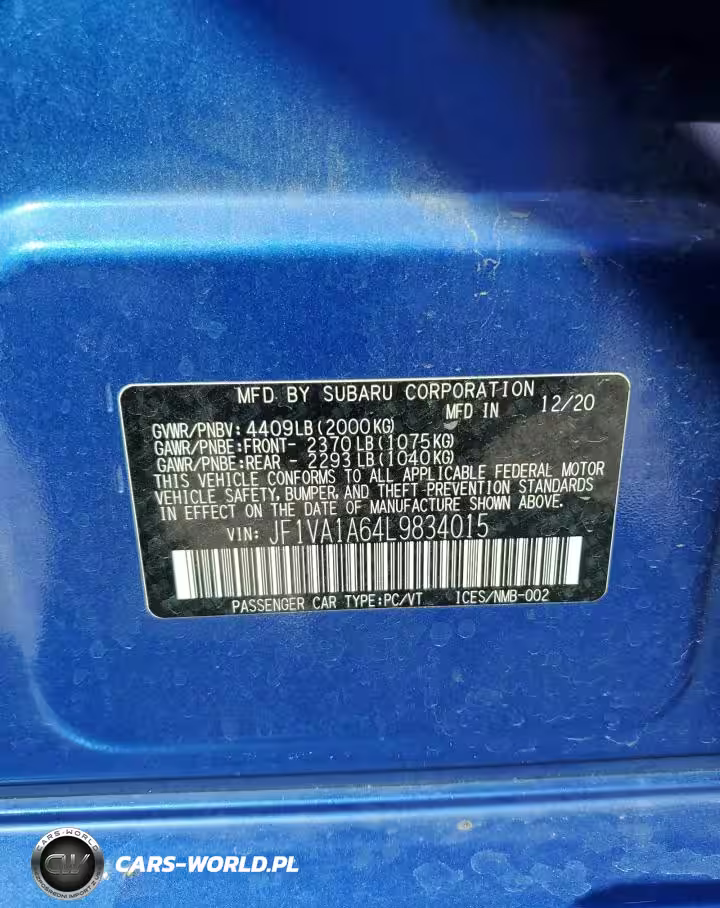 MFD BY SUBARU CORPORATION
MFD IN 12/20
GVWR/PNBV: 4409LB(2000KG)
GAWR/PNBE:FRONT- 2370LB(1075KG)
GAWR/PNBE:REAR - 2293LB(1040KG)
THIS VEHICLE CONFORMS TO ALL APPLICABLE FEDERAL MOTOR
VEHICLE SAFETY, BUMPER, AND THEFT PREVENTION STANDARDS
IN EFFECT ON THE DATE OF MANUFACTURE SHOWN ABOVE.
VIN: JF1VA1A64L9834015
PASSENGER CAR TYPE:PC/VT ICES/NMB-002
CARS-WORLD
CW
CARS-WORLD.PL